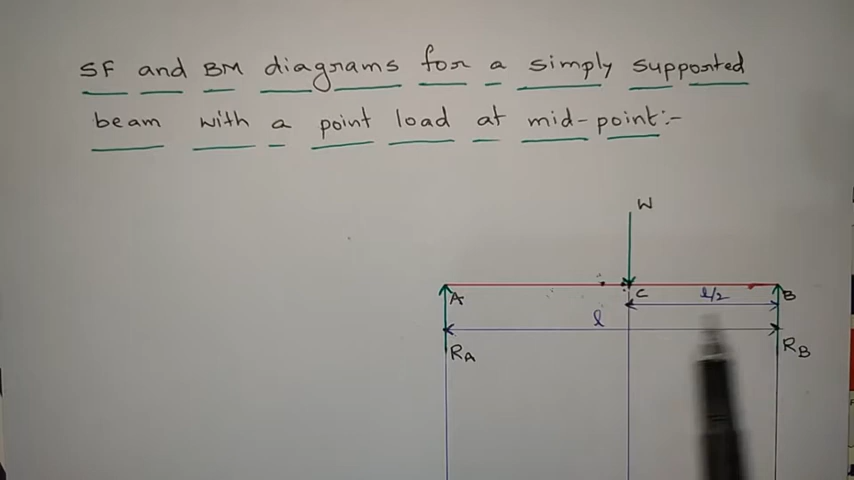 SF and BM diagrams for a simply supported
beam with a point load at mid-point:-
W
A C B
l/2
l
RA RB